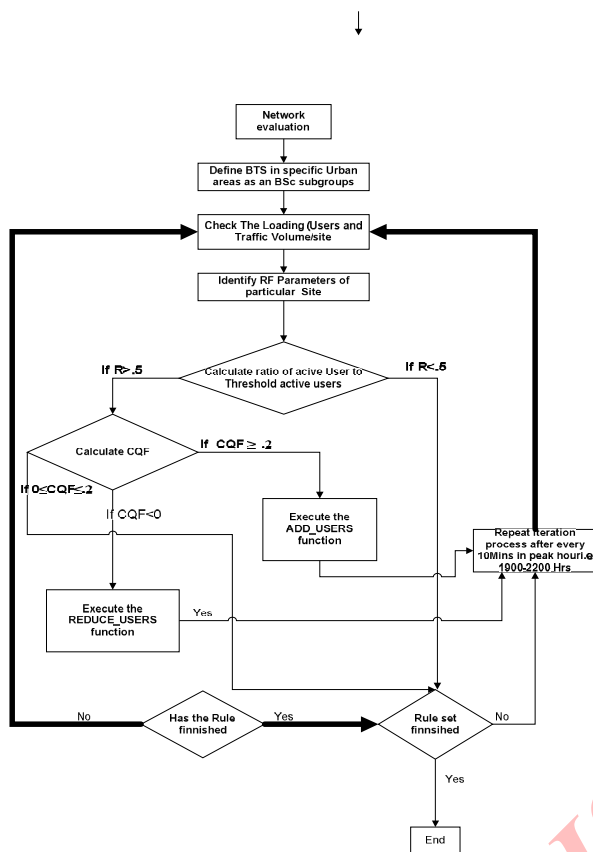 Network
evaluation
Define BTS in specific Urban
areas as an BSc subgroups
Check The Loading (Users and
Traffic Volume/site
Identify RF Parameters of
particular Site
If R>.5
Calculate ratio of active User to
Threshold active users
If R<.5
Calculate CQF
If CQF ≥ .2
If 0≤CQF≤.2
If CQF<0
Execute the
ADD_USERS
function
Repeat Iteration
process after every
10Mins in peak houri.e
1900-2200 Hrs
Execute the
REDUCE_USERS
function
Yes
No
Has the Rule
finnished
Yes
Rule set
finnsihed
No
Yes
End